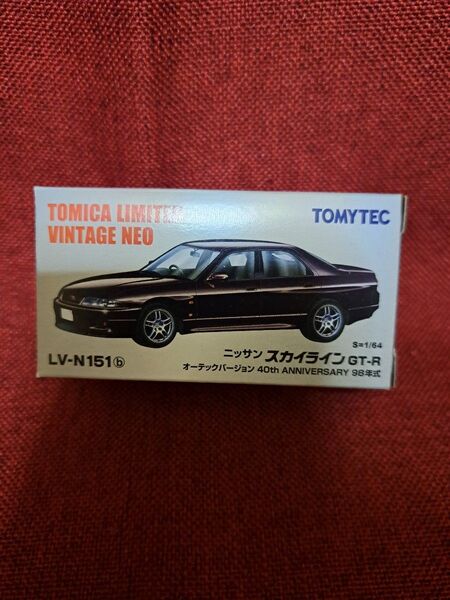 TOMICA LIMITED
VINTAGE NEO
TOMYTEC
S=1/64
LV-N151ⓑ
ニッサン スカイライン GT-R
オーテックバージョン 40th ANNIVERSARY 98年式